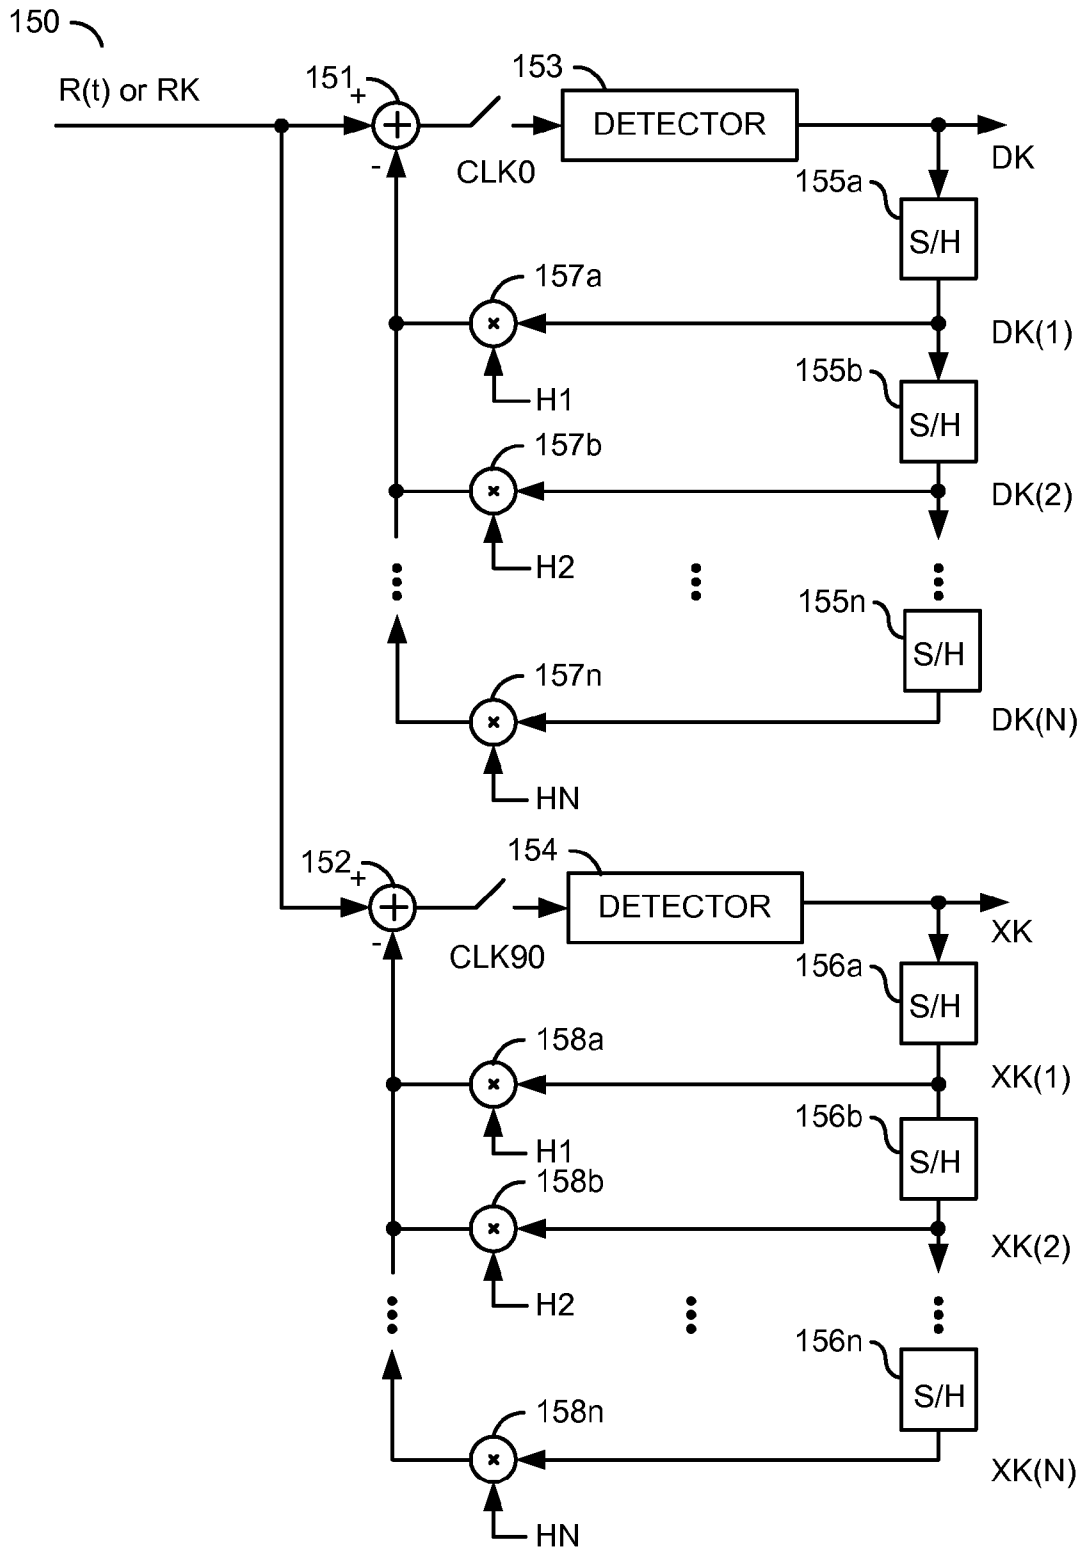 150
R(t) or RK
151
+
-
CLK0
153
DETECTOR
DK
155a
S/H
157a
×
H1
DK(1)
155b
S/H
157b
×
H2
DK(2)
155n
S/H
157n
×
HN
DK(N)
152
+
-
CLK90
154
DETECTOR
XK
156a
S/H
158a
×
H1
XK(1)
156b
S/H
158b
×
H2
XK(2)
156n
S/H
158n
×
HN
XK(N)